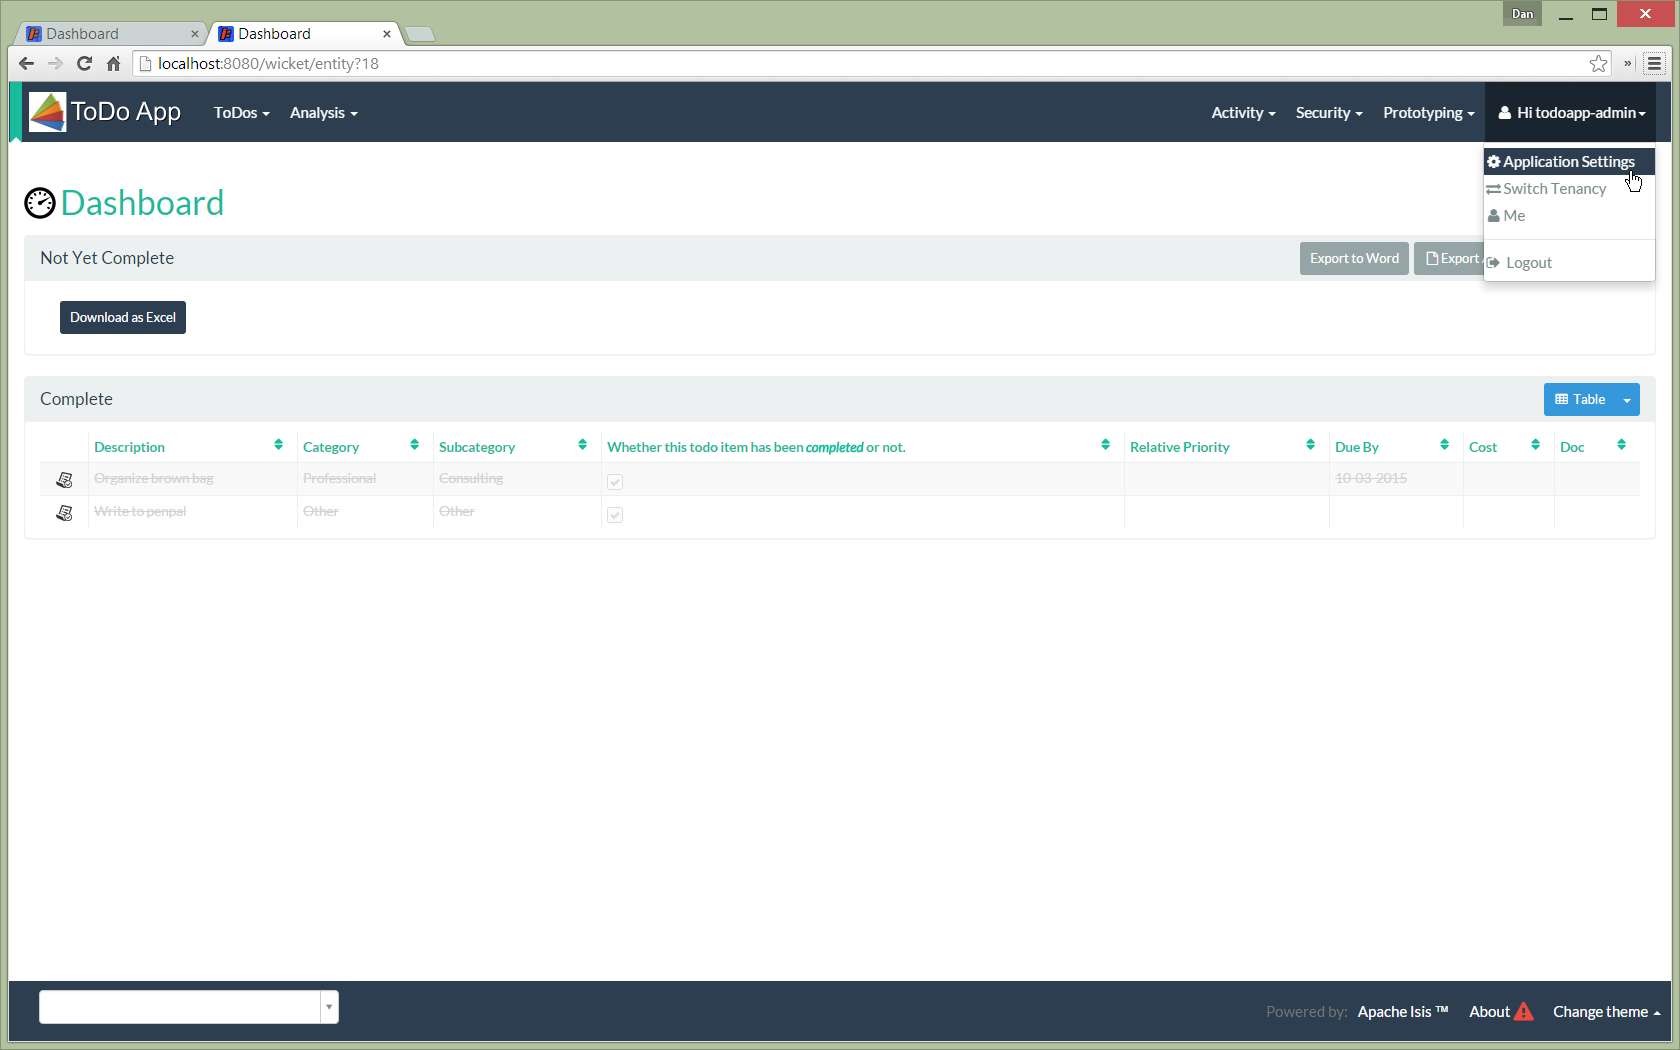 Dan
Dashboard
Dashboard
localhost:8080/wicket/entity?18
ToDo App ToDos Analysis Activity Security Prototyping Hi todoapp-admin
Application Settings
Switch Tenancy
Me
Logout
Dashboard
Not Yet Complete Export to Word Export
Download as Excel
Complete Table
Description Category Subcategory Whether this todo item has been completed or not. Relative Priority Due By Cost Doc
Organize brown bag Professional Consulting 10-03-2015
Write to penpal Other Other
Powered by: Apache Isis ™ About Change theme